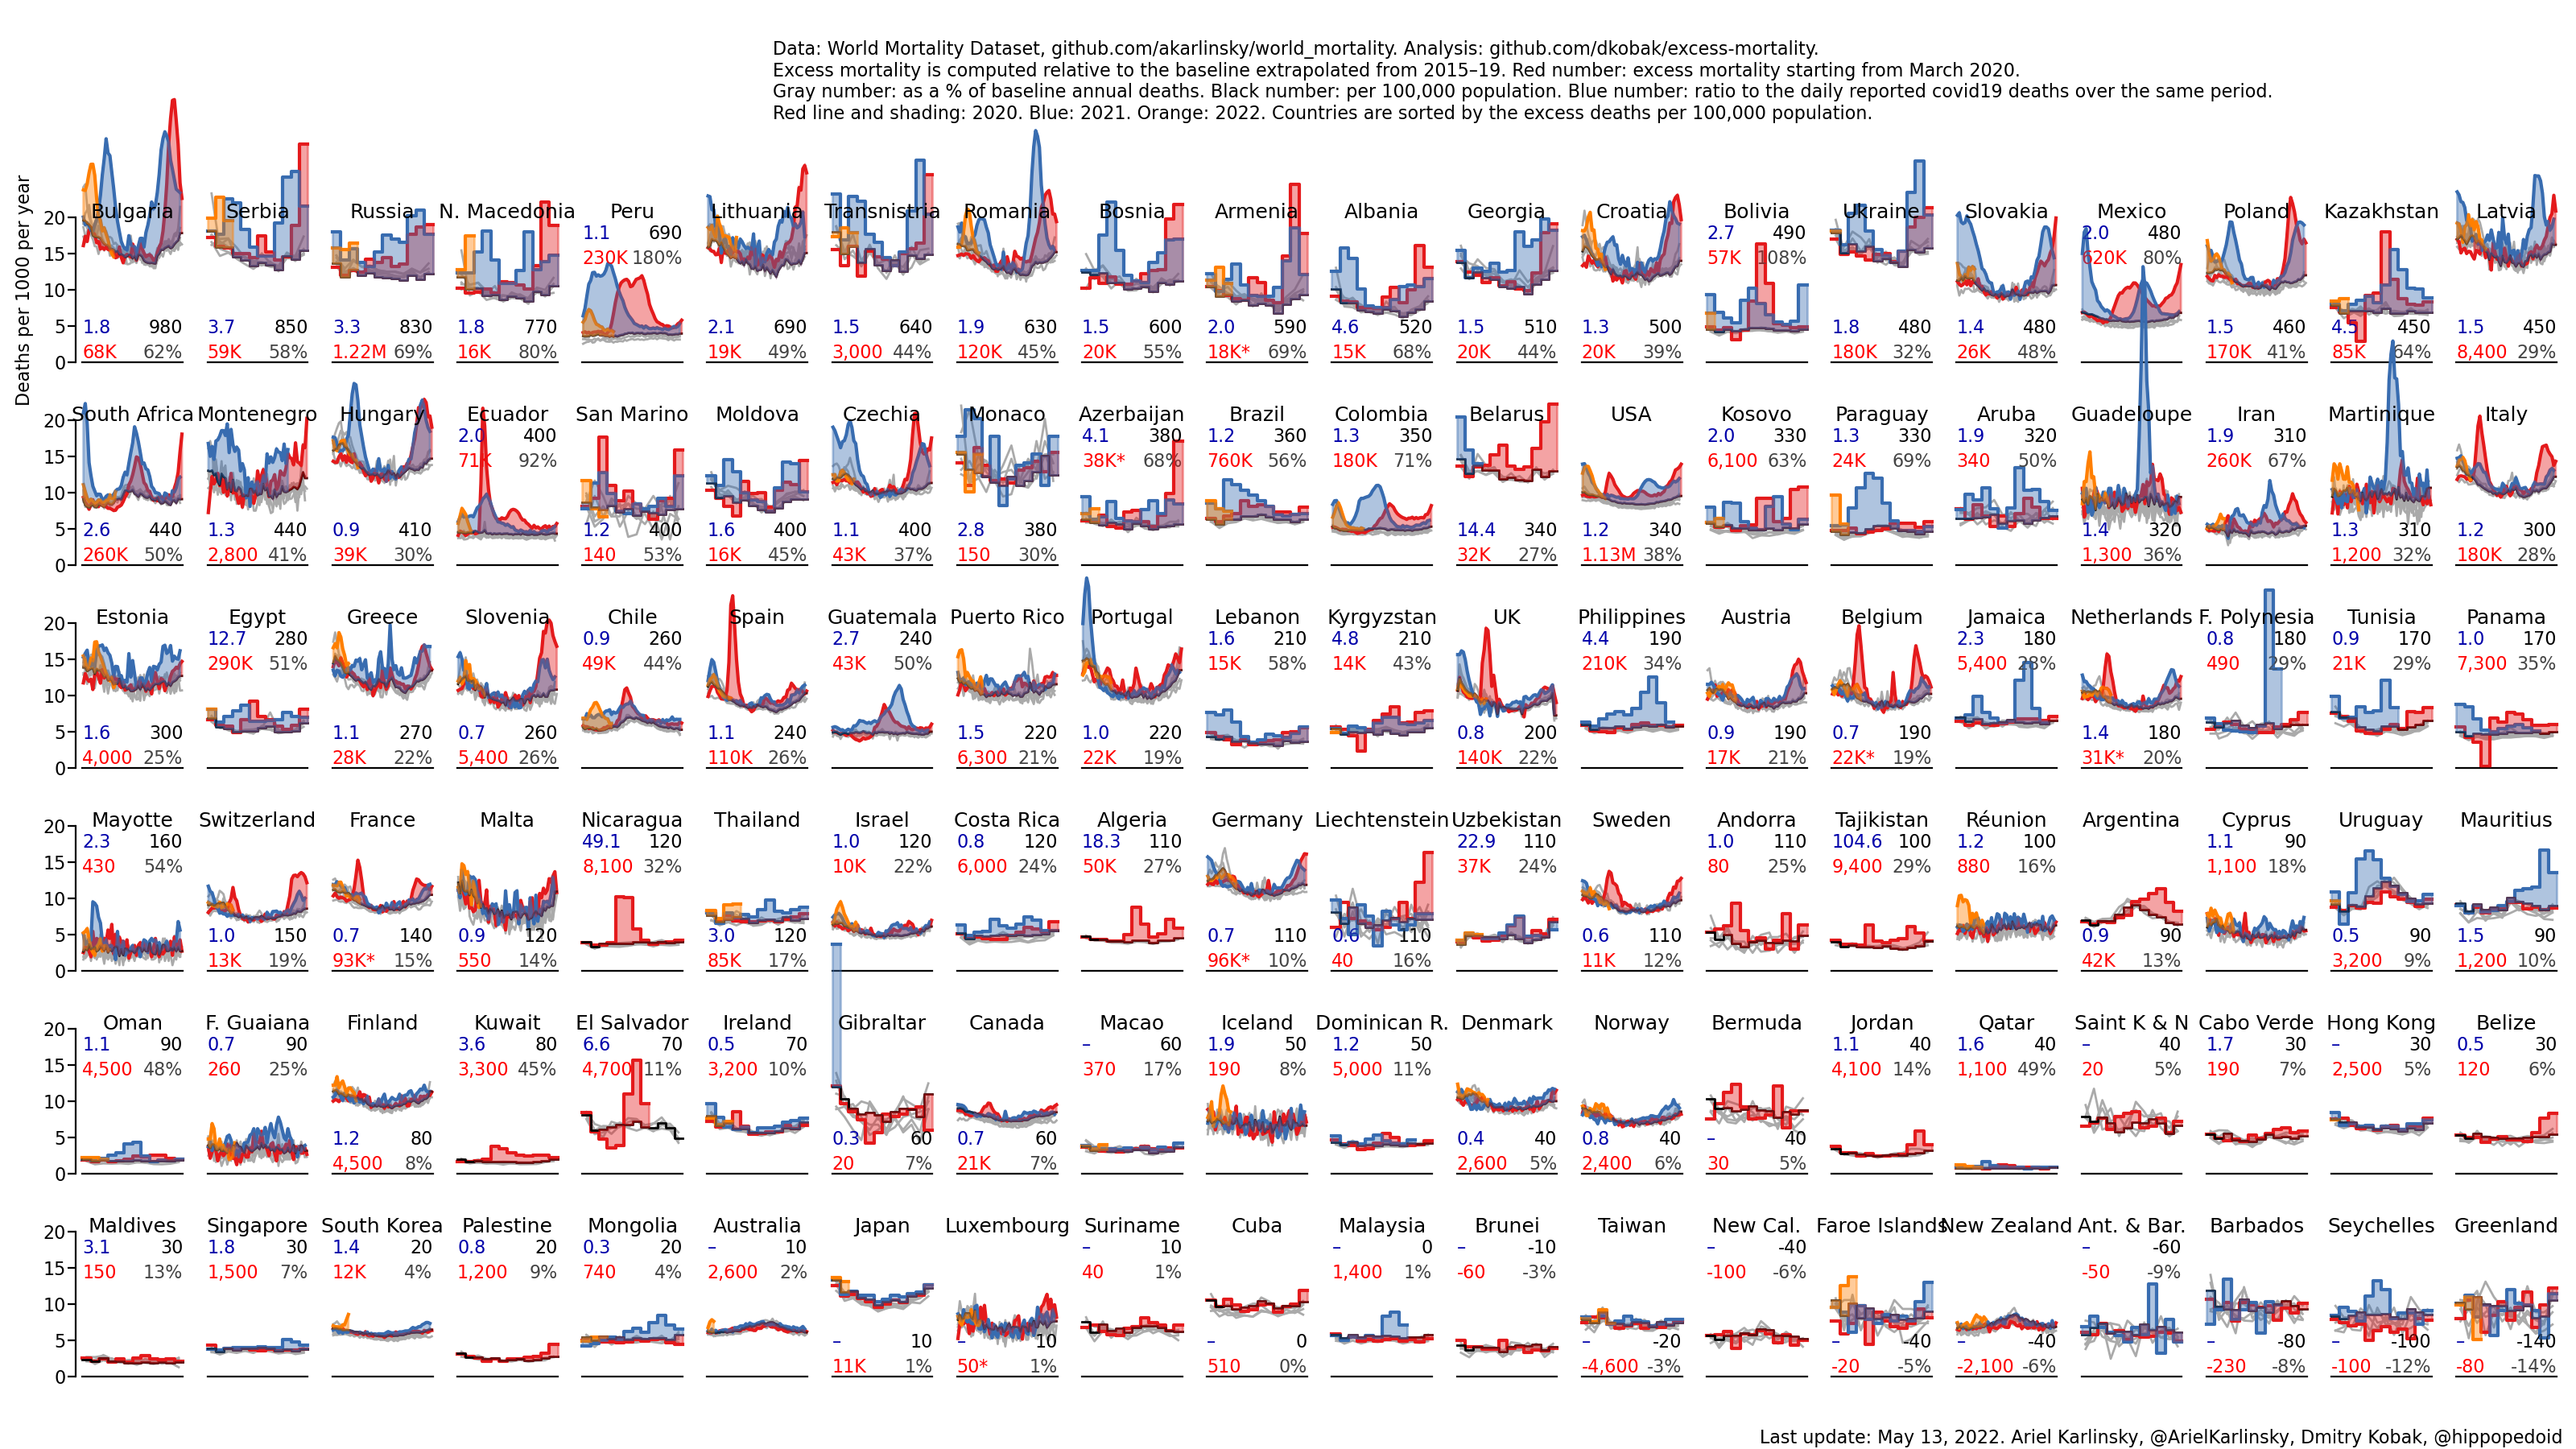 Data: World Mortality Dataset, github.com/akarlinsky/world_mortality. Analysis: github.com/dkobak/excess-mortality.
Excess mortality is computed relative to the baseline extrapolated from 2015–19. Red number: excess mortality starting from March 2020.
Gray number: as a % of baseline annual deaths. Black number: per 100,000 population. Blue number: ratio to the daily reported covid19 deaths over the same period.
Red line and shading: 2020. Blue: 2021. Orange: 2022. Countries are sorted by the excess deaths per 100,000 population.
Deaths per 1000 per year
20
15
10
5
0
Bulgaria
1.8 980
68K 62%
Serbia
3.7 850
59K 58%
Russia
3.3 830
1.22M 69%
N. Macedonia
1.8 770
16K 80%
Peru
1.1 690
230K 180%
Lithuania
2.1 690
19K 49%
Transnistria
1.5 640
3,000 44%
Romania
1.9 630
120K 45%
Bosnia
1.5 600
20K 55%
Armenia
2.0 590
18K* 69%
Albania
4.6 520
15K 68%
Georgia
1.5 510
20K 44%
Croatia
1.3 500
20K 39%
Bolivia
2.7 490
57K 108%
Ukraine
1.8 480
180K 32%
Slovakia
1.4 480
26K 48%
Mexico
2.0 480
620K 80%
Poland
1.5 460
170K 41%
Kazakhstan
4.5 450
85K 64%
Latvia
1.5 450
8,400 29%
20
15
10
5
0
South Africa
2.6 440
260K 50%
Montenegro
1.3 440
2,800 41%
Hungary
0.9 410
39K 30%
Ecuador
2.0 400
71K 92%
San Marino
1.2 400
140 53%
Moldova
1.6 400
16K 45%
Czechia
1.1 400
43K 37%
Monaco
2.8 380
150 30%
Azerbaijan
4.1 380
38K* 68%
Brazil
1.2 360
760K 56%
Colombia
1.3 350
180K 71%
Belarus
14.4 340
32K 27%
USA
1.2 340
1.13M 38%
Kosovo
2.0 330
6,100 63%
Paraguay
1.3 330
24K 69%
Aruba
1.9 320
340 50%
Guadeloupe
1.4 320
1,300 36%
Iran
1.9 310
260K 67%
Martinique
1.3 310
1,200 32%
Italy
1.2 300
180K 28%
20
15
10
5
0
Estonia
1.6 300
4,000 25%
Egypt
12.7 280
290K 51%
Greece
1.1 270
28K 22%
Slovenia
0.7 260
5,400 26%
Chile
0.9 260
49K 44%
Spain
1.1 240
110K 26%
Guatemala
2.7 240
43K 50%
Puerto Rico
1.5 220
6,300 21%
Portugal
1.0 220
22K 19%
Lebanon
1.6 210
15K 58%
Kyrgyzstan
4.8 210
14K 43%
UK
0.8 200
140K 22%
Philippines
4.4 190
210K 34%
Austria
0.9 190
17K 21%
Belgium
0.7 190
22K* 19%
Jamaica
2.3 180
5,400 28%
Netherlands
1.4 180
31K* 20%
F. Polynesia
0.8 180
490 29%
Tunisia
0.9 170
21K 29%
Panama
1.0 170
7,300 35%
20
15
10
5
0
Mayotte
2.3 160
430 54%
Switzerland
1.0 150
13K 19%
France
0.7 140
93K* 15%
Malta
0.9 120
550 14%
Nicaragua
49.1 120
8,100 32%
Thailand
3.0 120
85K 17%
Israel
1.0 120
10K 22%
Costa Rica
0.8 120
6,000 24%
Algeria
18.3 110
50K 27%
Germany
0.7 110
96K* 10%
Liechtenstein
0.6 110
40 16%
Uzbekistan
22.9 110
37K 24%
Sweden
0.6 110
11K 12%
Andorra
1.0 110
80 25%
Tajikistan
104.6 100
9,400 29%
Réunion
1.2 100
880 16%
Argentina
0.9 90
42K 13%
Cyprus
1.1 90
1,100 18%
Uruguay
0.5 90
3,200 9%
Mauritius
1.5 90
1,200 10%
20
15
10
5
0
Oman
1.1 90
4,500 48%
F. Guaiana
0.7 90
260 25%
Finland
1.2 80
4,500 8%
Kuwait
3.6 80
3,300 45%
El Salvador
6.6 70
4,700 11%
Ireland
0.5 70
3,200 10%
Gibraltar
0.3 60
20 7%
Canada
0.7 60
21K 7%
Macao
– 60
370 17%
Iceland
1.9 50
190 8%
Dominican R.
1.2 50
5,000 11%
Denmark
0.4 40
2,600 5%
Norway
0.8 40
2,400 6%
Bermuda
– 40
30 5%
Jordan
1.1 40
4,100 14%
Qatar
1.6 40
1,100 49%
Saint K & N
– 40
20 5%
Cabo Verde
1.7 30
190 7%
Hong Kong
– 30
2,500 5%
Belize
0.5 30
120 6%
20
15
10
5
0
Maldives
3.1 30
150 13%
Singapore
1.8 30
1,500 7%
South Korea
1.4 20
12K 4%
Palestine
0.8 20
1,200 9%
Mongolia
0.3 20
740 4%
Australia
– 10
2,600 2%
Japan
– 10
11K 1%
Luxembourg
– 10
50* 1%
Suriname
– 10
40 1%
Cuba
– 0
510 0%
Malaysia
– 0
1,400 1%
Brunei
– -10
-60 -3%
Taiwan
– -20
-4,600 -3%
New Cal.
– -40
-100 -6%
Faroe Islands
– -40
-20 -5%
New Zealand
– -40
-2,100 -6%
Ant. & Bar.
– -60
-50 -9%
Barbados
– -80
-230 -8%
Seychelles
– -100
-100 -12%
Greenland
– -140
-80 -14%
Last update: May 13, 2022. Ariel Karlinsky, @ArielKarlinsky, Dmitry Kobak, @hippopedoid